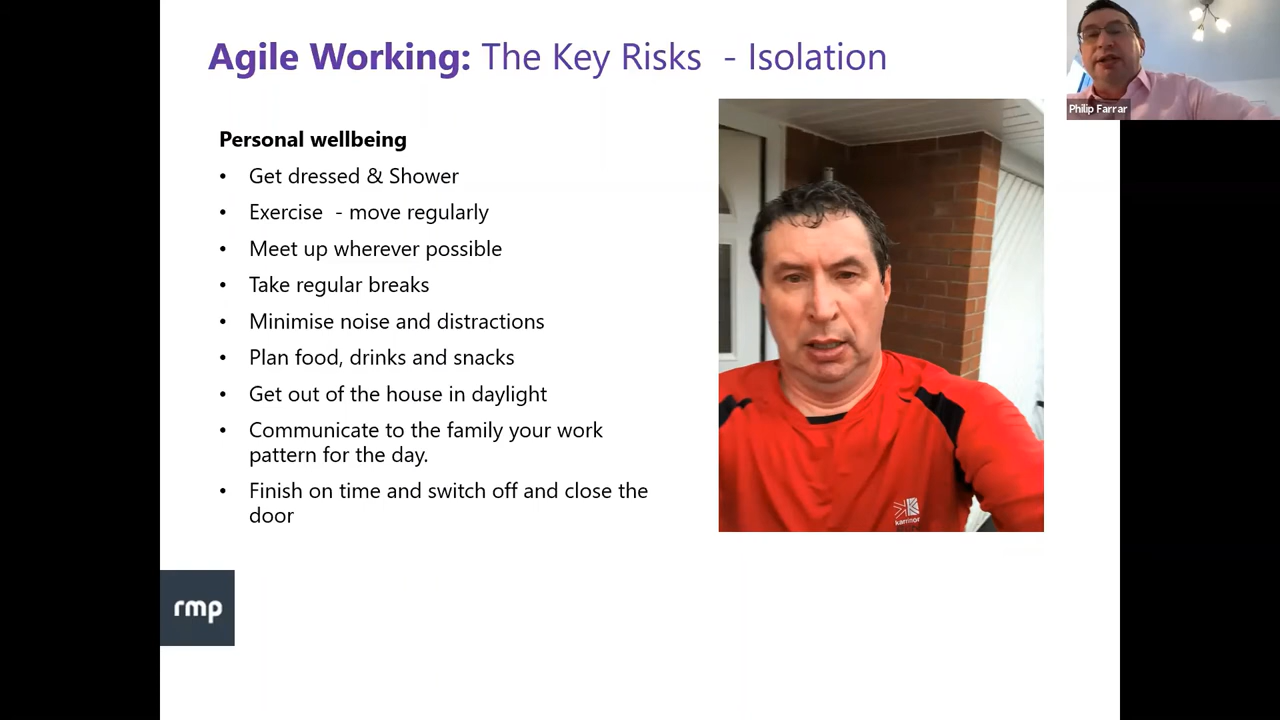 Agile Working: The Key Risks - Isolation
Philip Farrar
Personal wellbeing
• Get dressed & Shower
• Exercise - move regularly
• Meet up wherever possible
• Take regular breaks
• Minimise noise and distractions
• Plan food, drinks and snacks
• Get out of the house in daylight
• Communicate to the family your work
pattern for the day.
• Finish on time and switch off and close the
door
karrimor
rmp